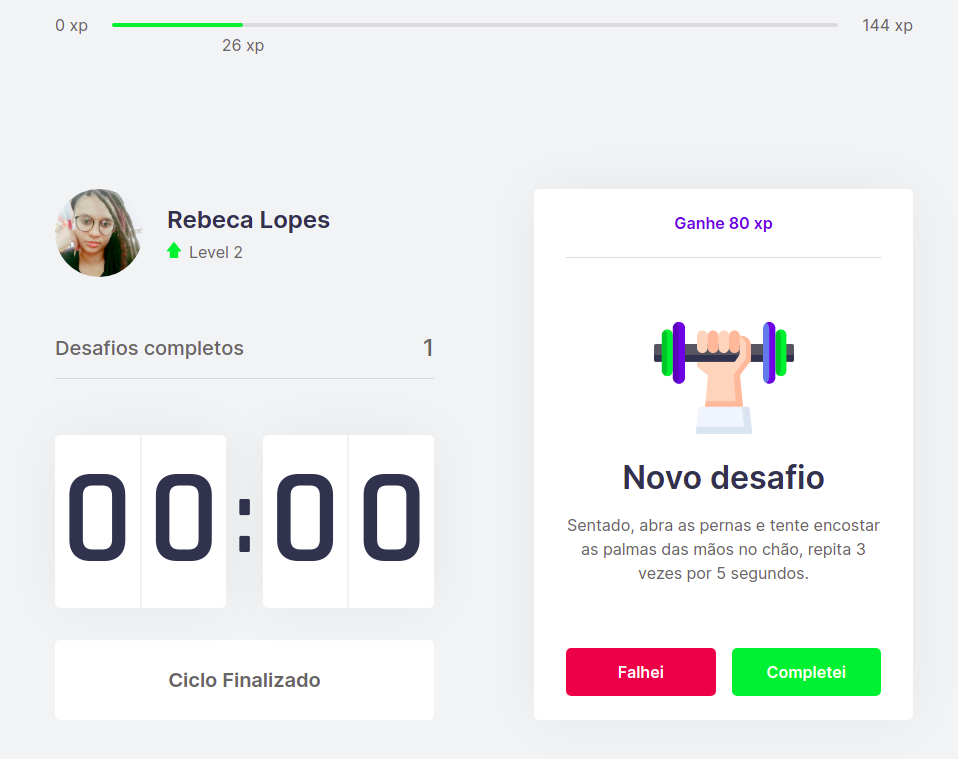 0 xp
144 xp
26 xp
Rebeca Lopes
Level 2
Desafios completos 1
00:00
Ciclo Finalizado
Ganhe 80 xp
Novo desafio
Sentado, abra as pernas e tente encostar
as palmas das mãos no chão, repita 3
vezes por 5 segundos.
Falhei
Completei